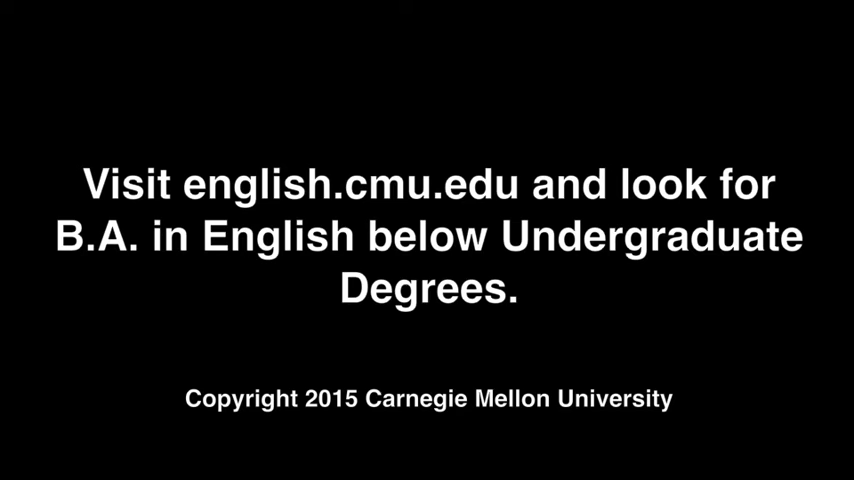 Visit english.cmu.edu and look for
B.A. in English below Undergraduate
Degrees.
Copyright 2015 Carnegie Mellon University